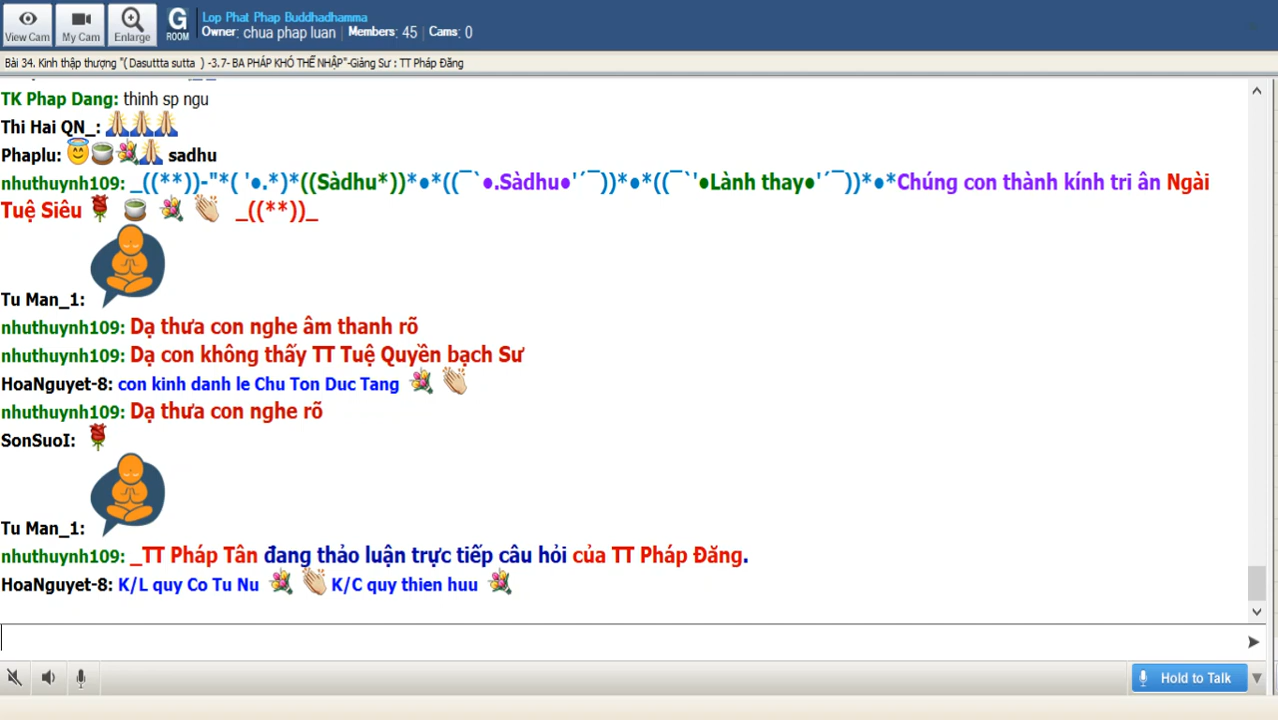 View Cam
My Cam
Enlarge
G
ROOM
Lop Phat Phap Buddhadhamma
Owner: chua phap luan | Members: 45 | Cams: 0
Bài 34. Kinh thập thượng "( Dasuttta sutta ) -3.7- BA PHÁP KHÓ THỂ NHẬP"-Giảng Sư : TT Pháp Đăng
TK Phap Dang: thinh sp ngu
Thi Hai QN_:
Phaplu: sadhu
nhuthuynh109: _((**))-"*( '●.*)*((Sàdhu*))*●*((¯`●.Sàdhu●'´¯))*●*((¯`'●Lành thay●'´¯))*●*Chúng con thành kính tri ân Ngài
Tuệ Siêu _((**))_
Tu Man_1:
nhuthuynh109: Dạ thưa con nghe âm thanh rõ
nhuthuynh109: Dạ con không thấy TT Tuệ Quyền bạch Sư
HoaNguyet-8: con kinh danh le Chu Ton Duc Tang
nhuthuynh109: Dạ thưa con nghe rõ
SonSuoI:
Tu Man_1:
nhuthuynh109: _TT Pháp Tân đang thảo luận trực tiếp câu hỏi của TT Pháp Đăng.
HoaNguyet-8: K/L quy Co Tu Nu K/C quy thien huu
Hold to Talk